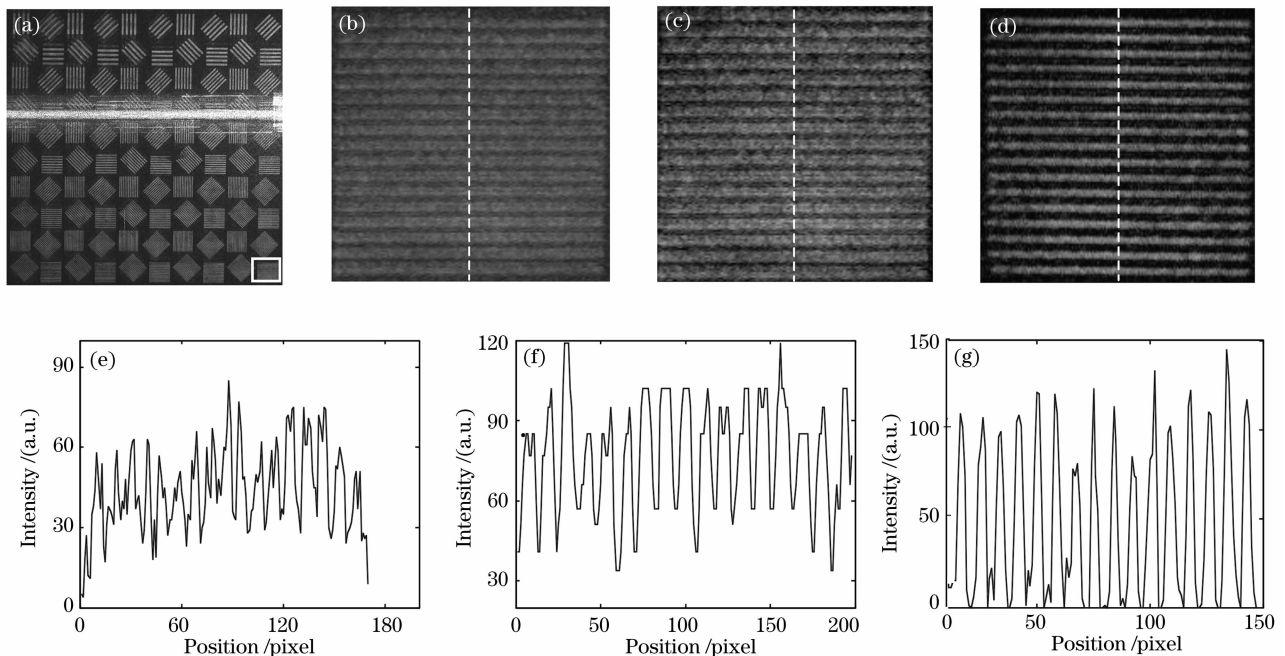 (a)
(b)
(c)
(d)
(e)
90
60
30
0
0 60 120 180
Intensity /(a.u.)
Position /pixel
(f)
120
90
60
30
0 50 100 150 200
Intensity /(a.u.)
Position /pixel
(g)
150
100
50
0
0 50 100 150
Intensity /(a.u.)
Position /pixel